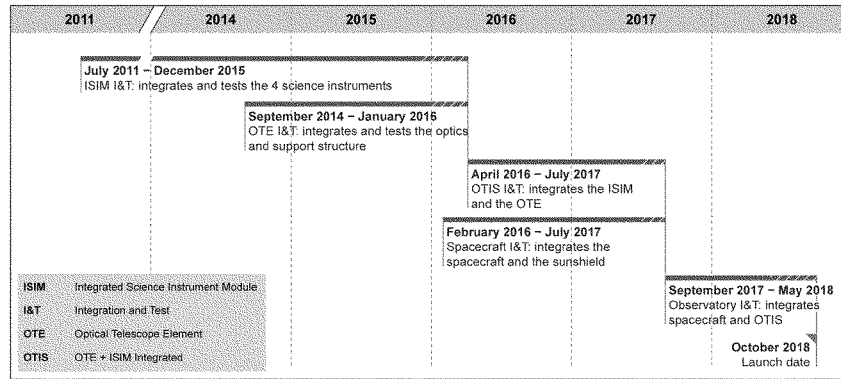 2011 2014 2015 2016 2017 2018
July 2011 – December 2015
ISIM I&T: integrates and tests the 4 science instruments
September 2014 – January 2016
OTE I&T: integrates and tests the optics
and support structure
April 2016 – July 2017
OTIS I&T: integrates the ISIM
and the OTE
February 2016 – July 2017
Spacecraft I&T: integrates the
spacecraft and the sunshield
September 2017 – May 2018
Observatory I&T: integrates
spacecraft and OTIS
October 2018
Launch date
ISIM Integrated Science Instrument Module
I&T Integration and Test
OTE Optical Telescope Element
OTIS OTE + ISIM Integrated